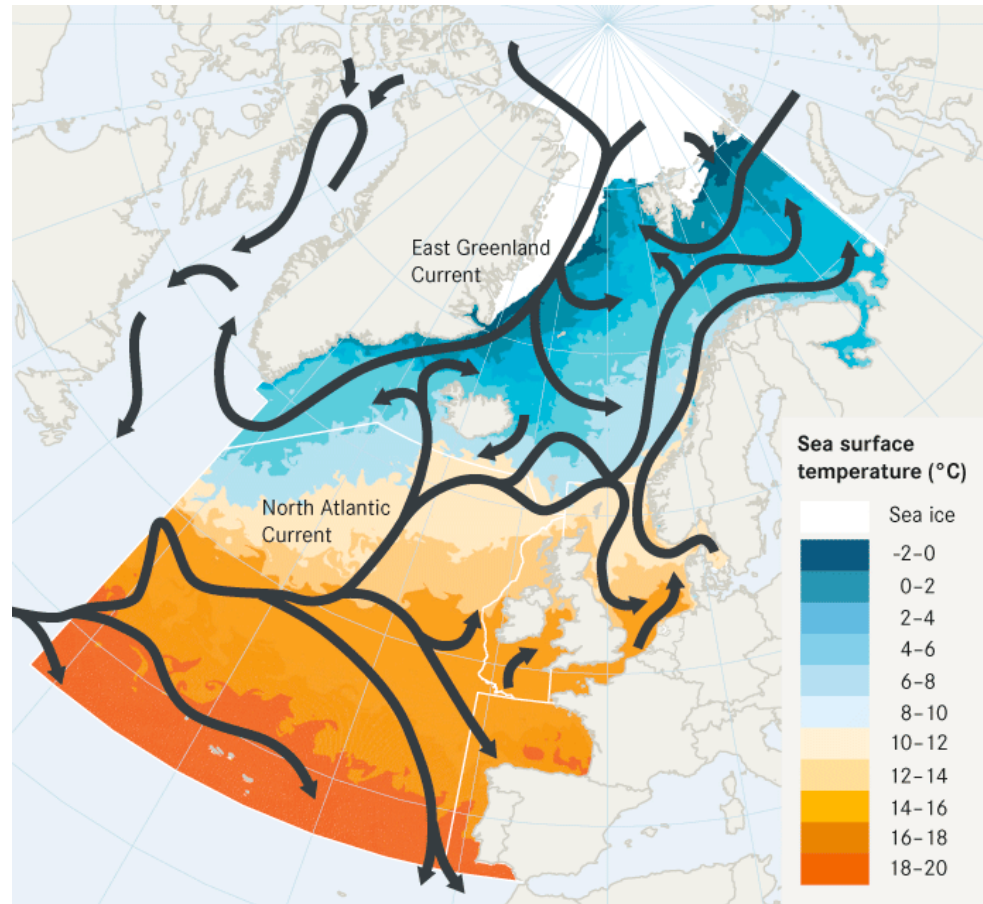 East Greenland
Current
North Atlantic
Current
Sea surface
temperature (°C)
Sea ice
-2–0
0–2
2–4
4–6
6–8
8–10
10–12
12–14
14–16
16–18
18–20